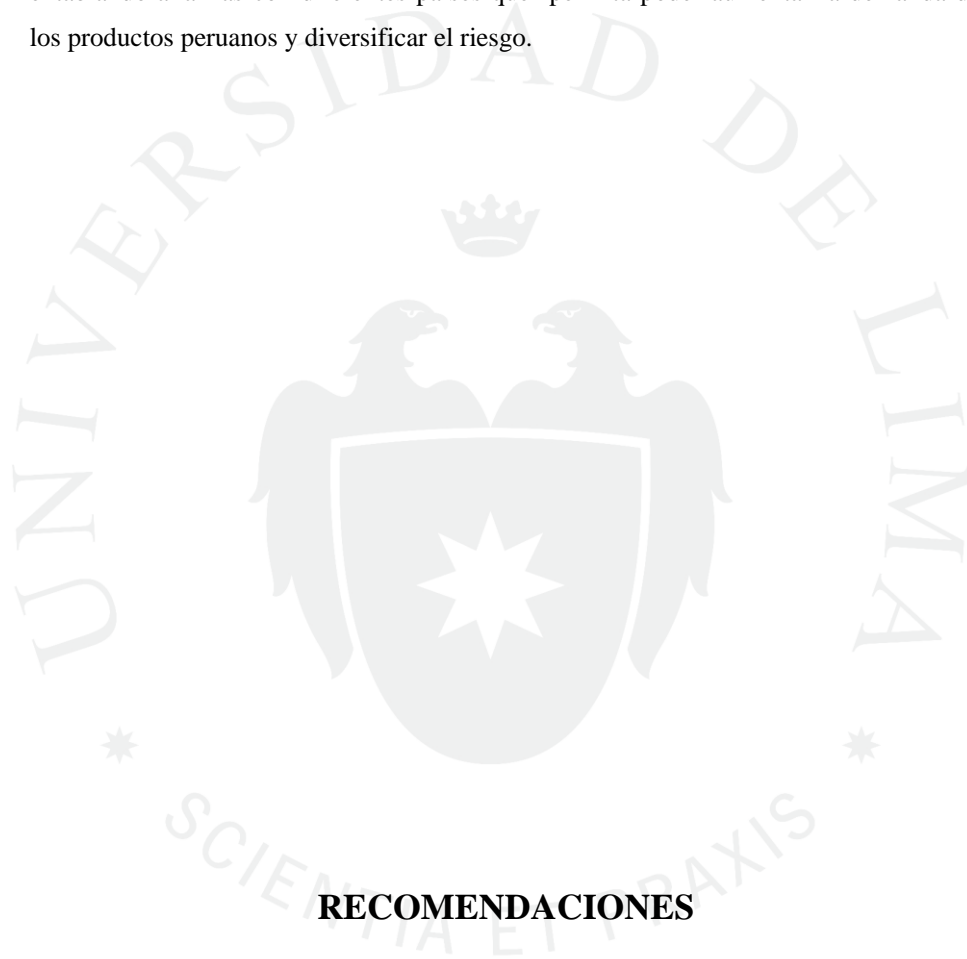 los productos peruanos y diversificar el riesgo.
UNIVERSIDAD DE LIMA
SCIENTIA ET PRAXIS
RECOMENDACIONES